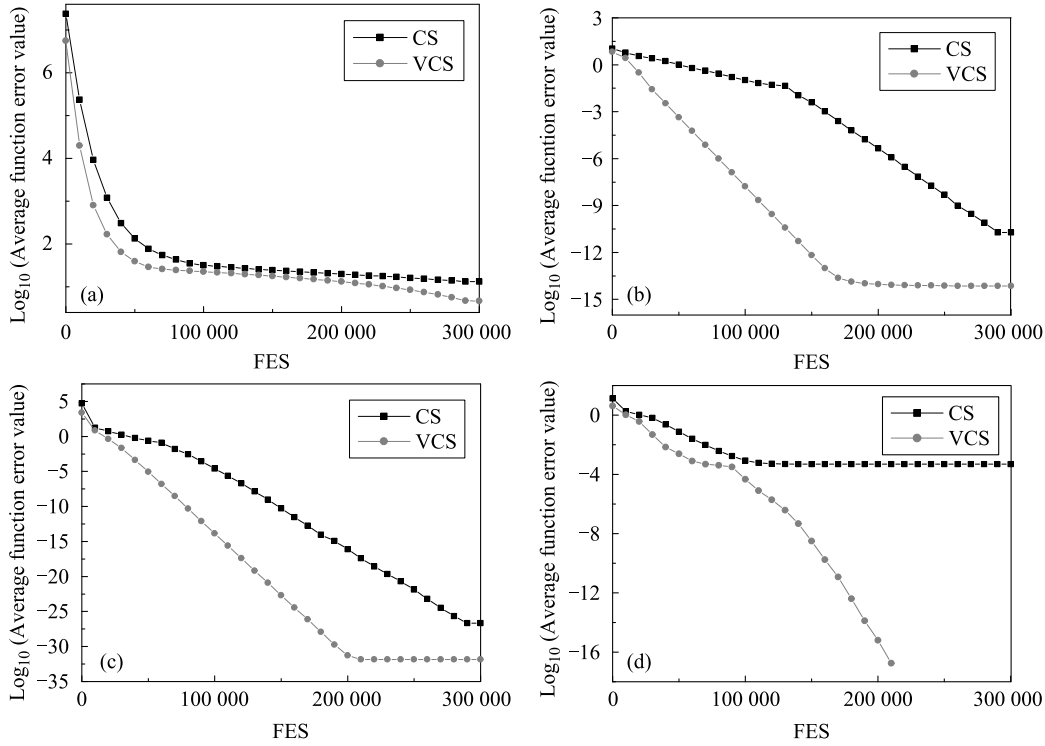 Log10 (Average function error value)
6
4
2
CS
VCS
(a)
0
100 000
200 000
300 000
FES
Log10 (Average fucntion error value)
3
0
−3
−6
−9
−12
−15
CS
VCS
(b)
0
100 000
200 000
300 000
FES
Log10 (Average function error value)
5
0
−5
−10
−15
−20
−25
−30
−35
CS
VCS
(c)
0
100 000
200 000
300 000
FES
Log10 (Average function error value)
0
−4
−8
−12
−16
CS
VCS
(d)
0
100 000
200 000
300 000
FES